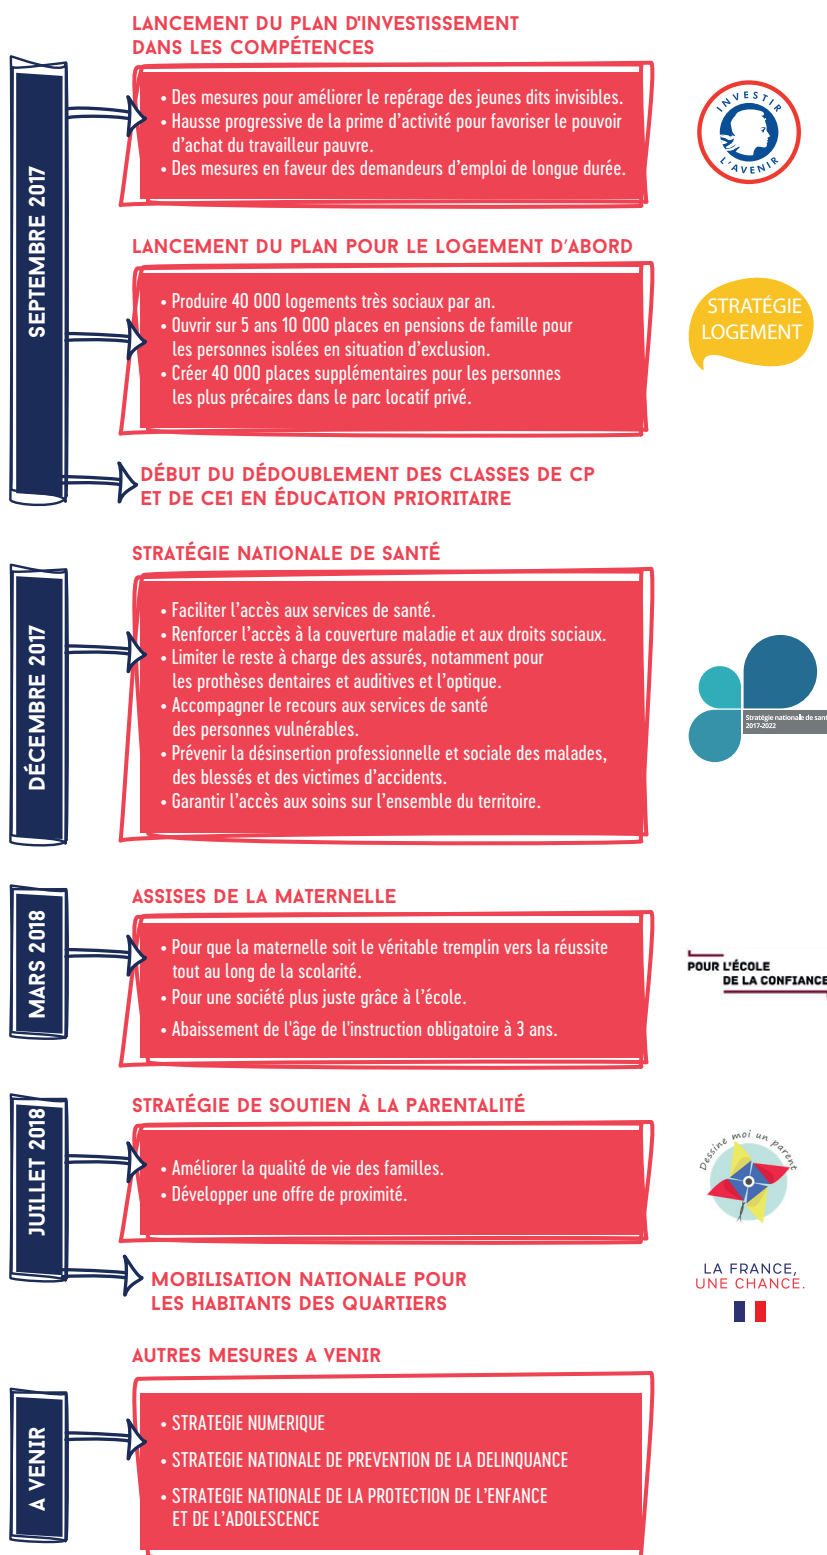 LANCEMENT DU PLAN D'INVESTISSEMENT
DANS LES COMPÉTENCES
SEPTEMBRE 2017
• Des mesures pour améliorer le repérage des jeunes dits invisibles.
• Hausse progressive de la prime d’activité pour favoriser le pouvoir
d’achat du travailleur pauvre.
• Des mesures en faveur des demandeurs d’emploi de longue durée.
INVESTIR
L'AVENIR
LANCEMENT DU PLAN POUR LE LOGEMENT D’ABORD
• Produire 40 000 logements très sociaux par an.
• Ouvrir sur 5 ans 10 000 places en pensions de famille pour
les personnes isolées en situation d’exclusion.
• Créer 40 000 places supplémentaires pour les personnes
les plus précaires dans le parc locatif privé.
STRATÉGIE
LOGEMENT
DÉBUT DU DÉDOUBLEMENT DES CLASSES DE CP
ET DE CE1 EN ÉDUCATION PRIORITAIRE
STRATÉGIE NATIONALE DE SANTÉ
DÉCEMBRE 2017
• Faciliter l’accès aux services de santé.
• Renforcer l’accès à la couverture maladie et aux droits sociaux.
• Limiter le reste à charge des assurés, notamment pour
les prothèses dentaires et auditives et l’optique.
• Accompagner le recours aux services de santé
des personnes vulnérables.
• Prévenir la désinsertion professionnelle et sociale des malades,
des blessés et des victimes d’accidents.
• Garantir l’accès aux soins sur l’ensemble du territoire.
Stratégie nationale de sant
2017-2022
ASSISES DE LA MATERNELLE
MARS 2018
• Pour que la maternelle soit le véritable tremplin vers la réussite
tout au long de la scolarité.
• Pour une société plus juste grâce à l’école.
• Abaissement de l'âge de l'instruction obligatoire à 3 ans.
POUR L'ÉCOLE
DE LA CONFIANCE
STRATÉGIE DE SOUTIEN À LA PARENTALITÉ
JUILLET 2018
• Améliorer la qualité de vie des familles.
• Développer une offre de proximité.
Dessine moi un parent
MOBILISATION NATIONALE POUR
LES HABITANTS DES QUARTIERS
LA FRANCE,
UNE CHANCE.
AUTRES MESURES A VENIR
A VENIR
• STRATEGIE NUMERIQUE
• STRATEGIE NATIONALE DE PREVENTION DE LA DELINQUANCE
• STRATEGIE NATIONALE DE LA PROTECTION DE L’ENFANCE
ET DE L’ADOLESCENCE